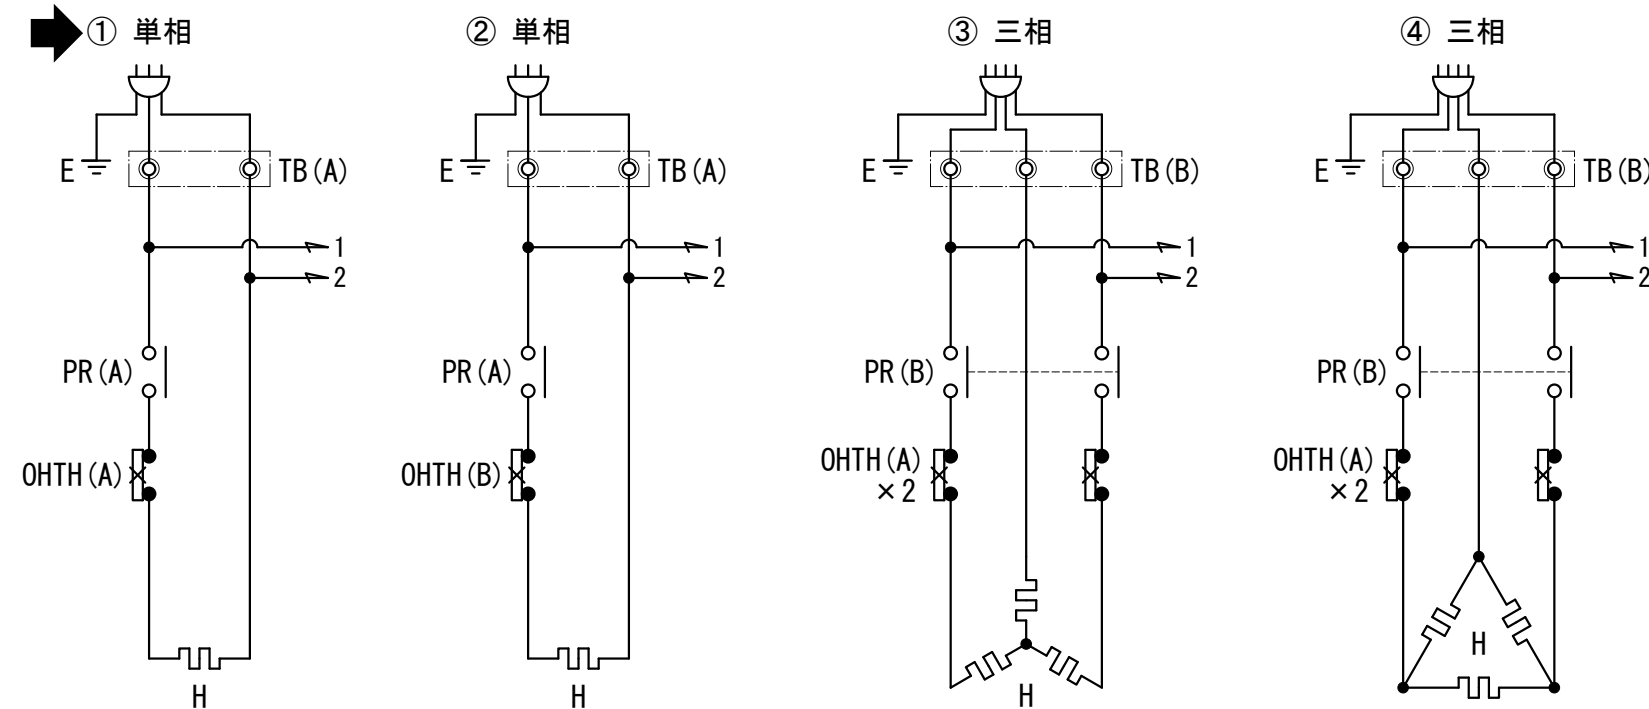 ① 単相
② 単相
③ 三相
④ 三相
E
TB(A)
E
TB(A)
E
TB(B)
E
TB(B)
1
2
1
2
1
2
1
2
PR(A)
PR(A)
PR(B)
PR(B)
OHTH(A)
OHTH(B)
OHTH(A)
×2
OHTH(A)
×2
H
H
H
H